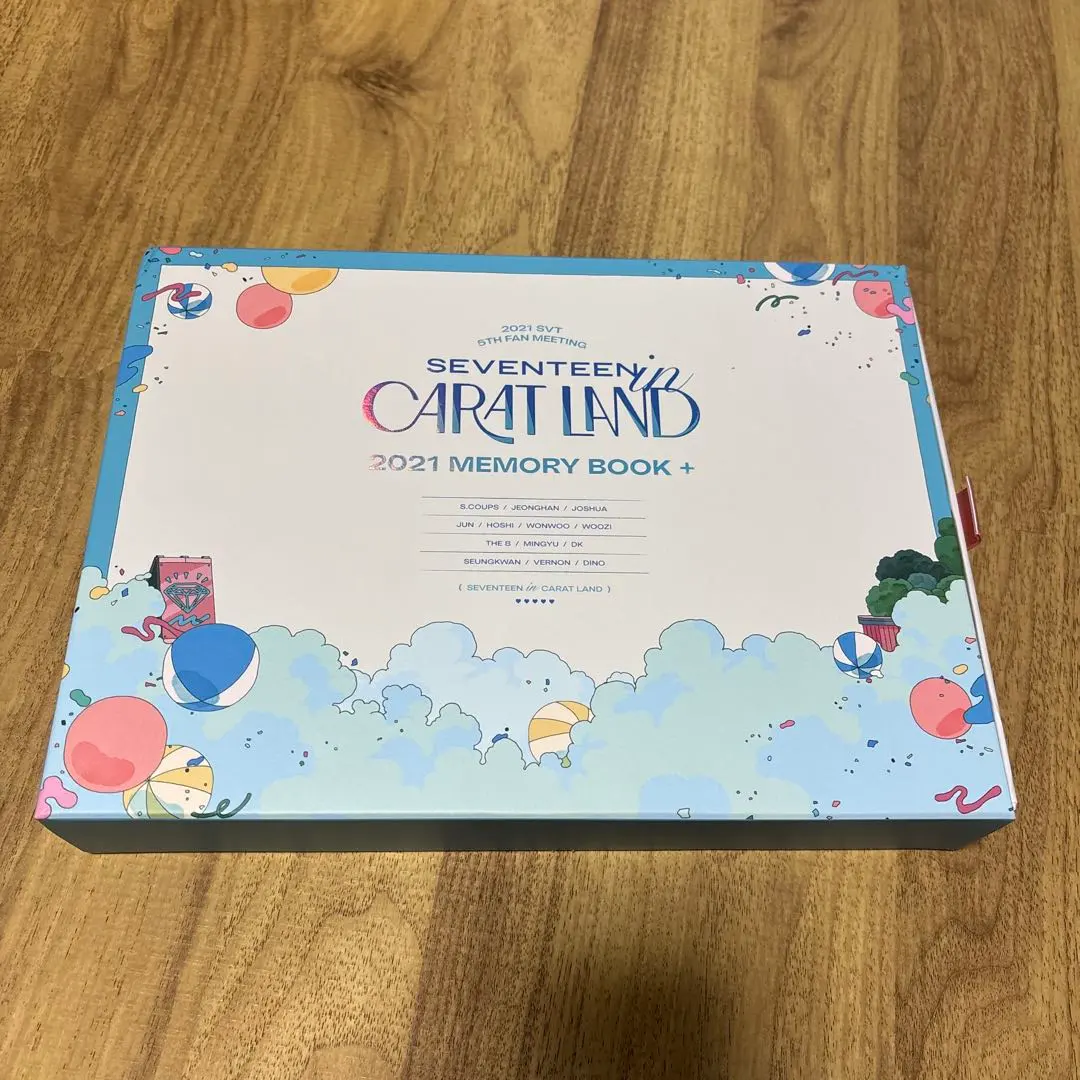 2021 SVT
5TH FAN MEETING
SEVENTEEN in
CARAT LAND
2021 MEMORY BOOK +
S.COUPS / JEONGHAN / JOSHUA
JUN / HOSHI / WONWOO / WOOZI
THE 8 / MINGYU / DK
SEUNGKWAN / VERNON / DINO
( SEVENTEEN in CARAT LAND )